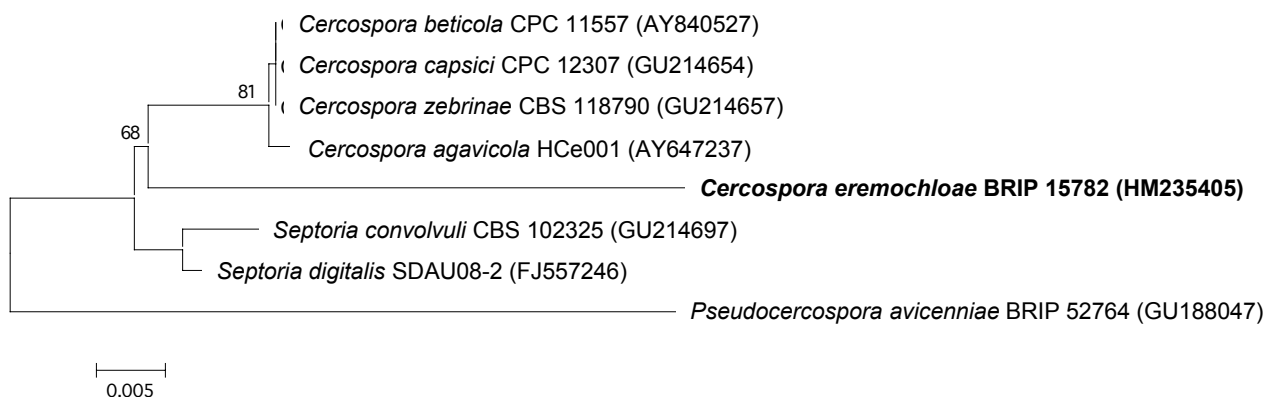 Cercospora beticola CPC 11557 (AY840527)
Cercospora capsici CPC 12307 (GU214654)
Cercospora zebrinae CBS 118790 (GU214657)
81
Cercospora agavicola HCe001 (AY647237)
68
Cercospora eremochloae BRIP 15782 (HM235405)
Septoria convolvuli CBS 102325 (GU214697)
Septoria digitalis SDAU08-2 (FJ557246)
Pseudocercospora avicenniae BRIP 52764 (GU188047)
0.005